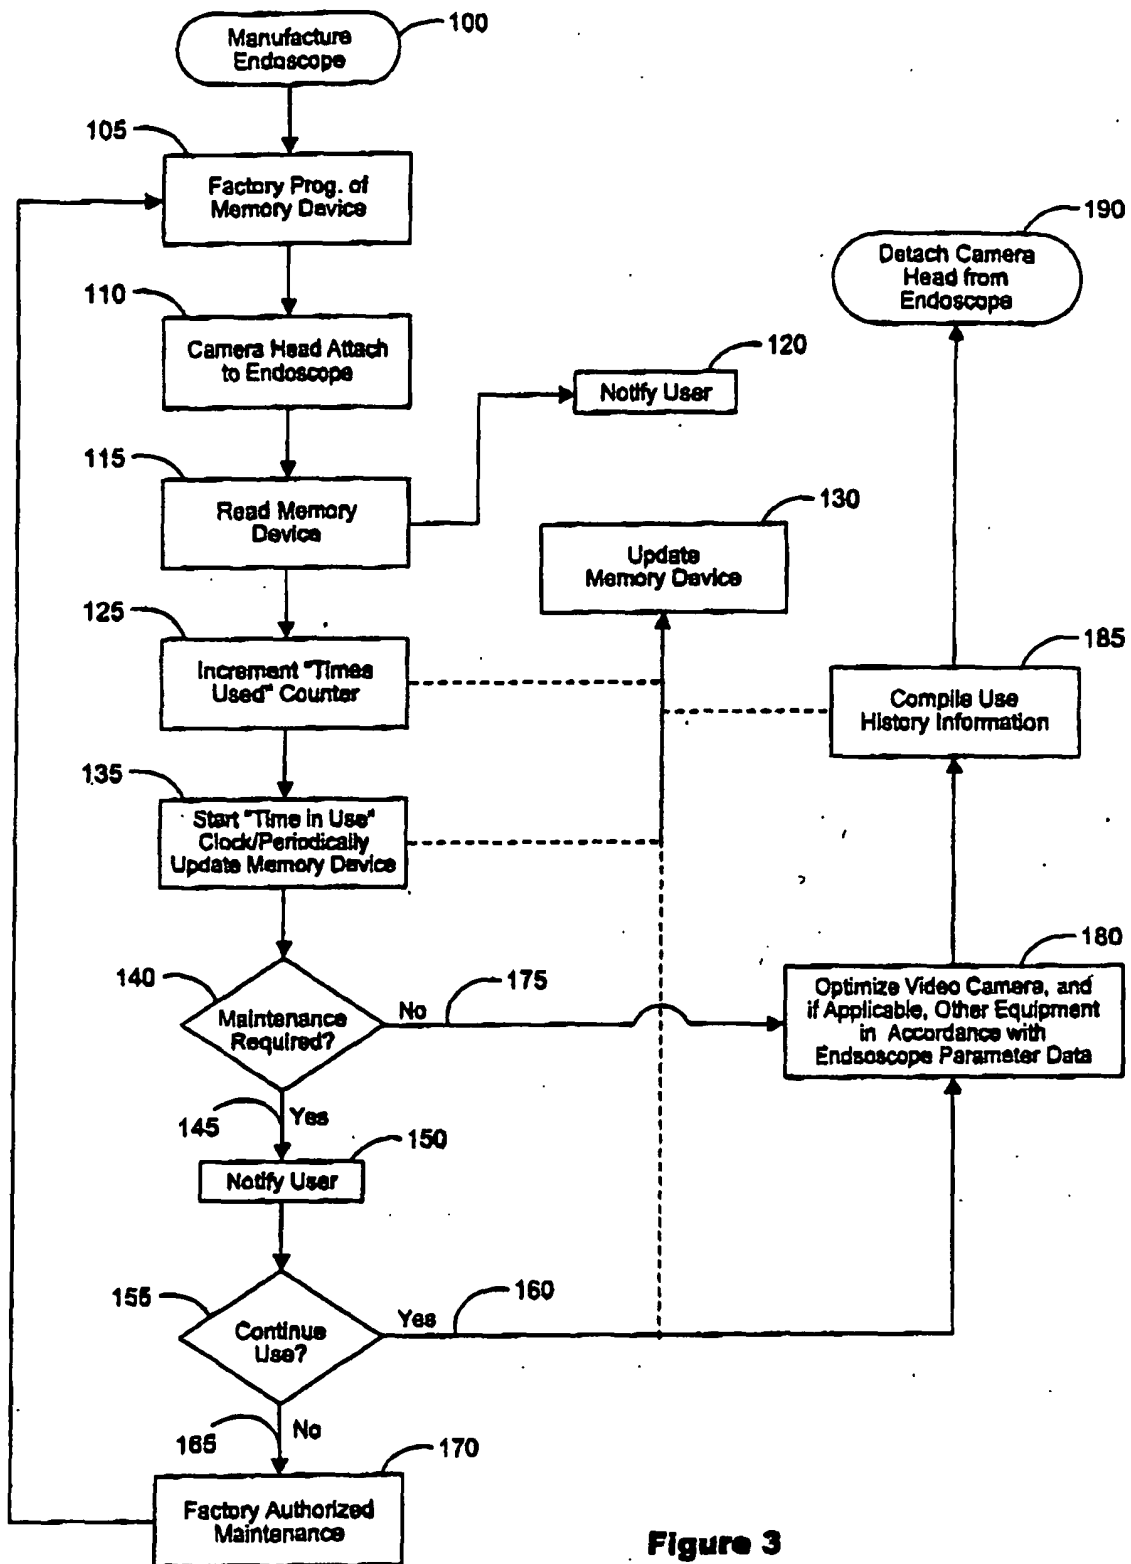 Manufacture
Endoscope
100
105
Factory Prog. of
Memory Device
190
Detach Camera
Head from
Endoscope
110
Camera Head Attach
to Endoscope
120
Notify User
115
Read Memory
Device
130
Update
Memory Device
125
Increment "Times
Used" Counter
185
Compile Use
History Information
135
Start "Time in Use"
Clock/Periodically
Update Memory Device
140
Maintenance
Required?
No
175
180
Optimize Video Camera, and
if Applicable, Other Equipment
in Accordance with
Endsoscope Parameter Data
145
Yes
150
Notify User
155
Continue
Use?
Yes
160
165
No
170
Factory Authorized
Maintenance
Figure 3